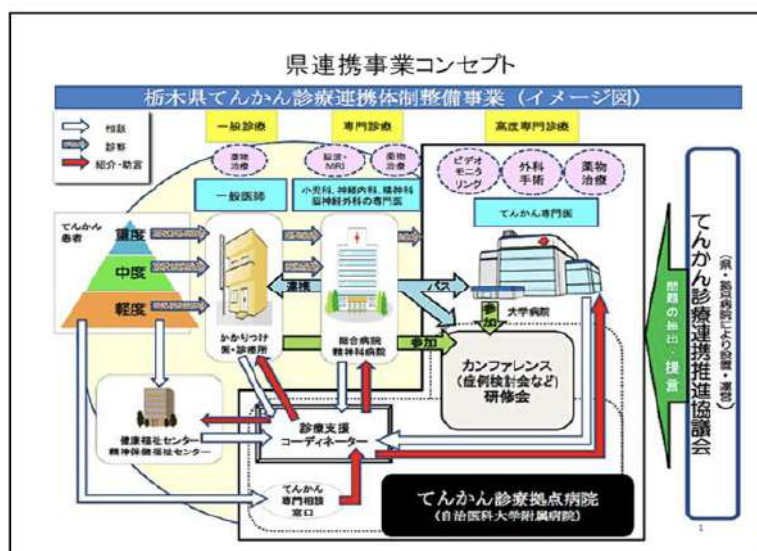 県連携事業コンセプト
栃木県てんかん診療連携体制整備事業（イメージ図）
相談
診察
紹介・助言
一般診療
専門診療
高度専門診療
薬物
治療
脳波・
MRI
薬物
治療
ビデオ
モニタ
リング
外科
手術
薬物
治療
一般医師
小児科、神経内科、精神科
脳神経外科の専門医
てんかん専門医
てんかん
患者
重度
中度
軽度
連携
パス
かかりつけ
医・診療所
総合病院
精神科病院
大学病院
参加
参加
カンファレンス
（症例検討会など）
研修会
健康福祉センター
精神保健福祉センター
診療支援
コーディネーター
てんかん
専門相談
窓口
てんかん診療拠点病院
（自治医科大学附属病院）
問題の抽出・提言
（県・拠点病院により設置・運営）
てんかん診療連携推進協議会
1